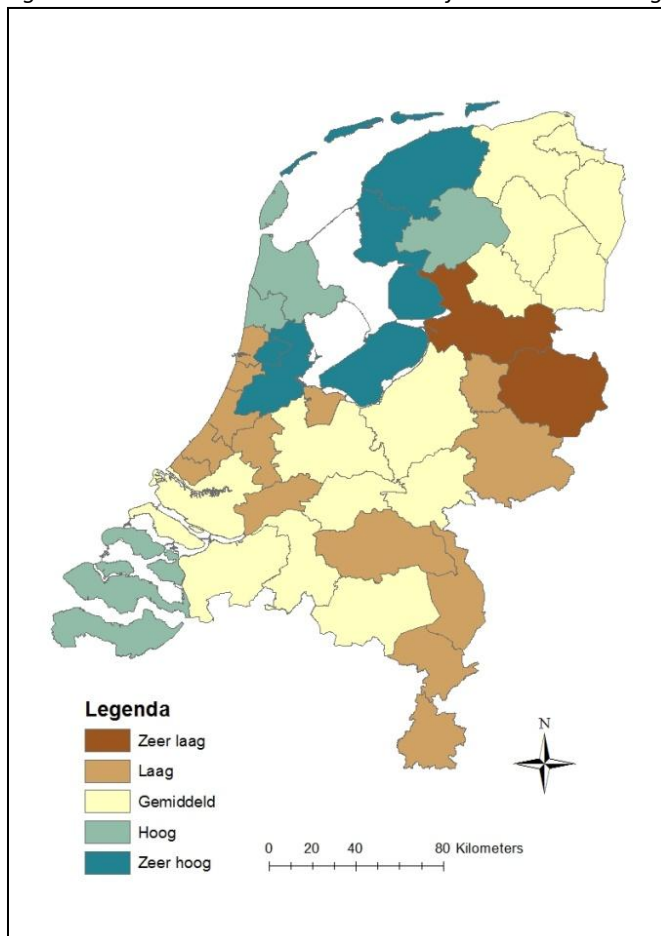 N
Legenda
Zeer laag
Laag
Gemiddeld
Hoog
Zeer hoog
0 20 40 80 Kilometers